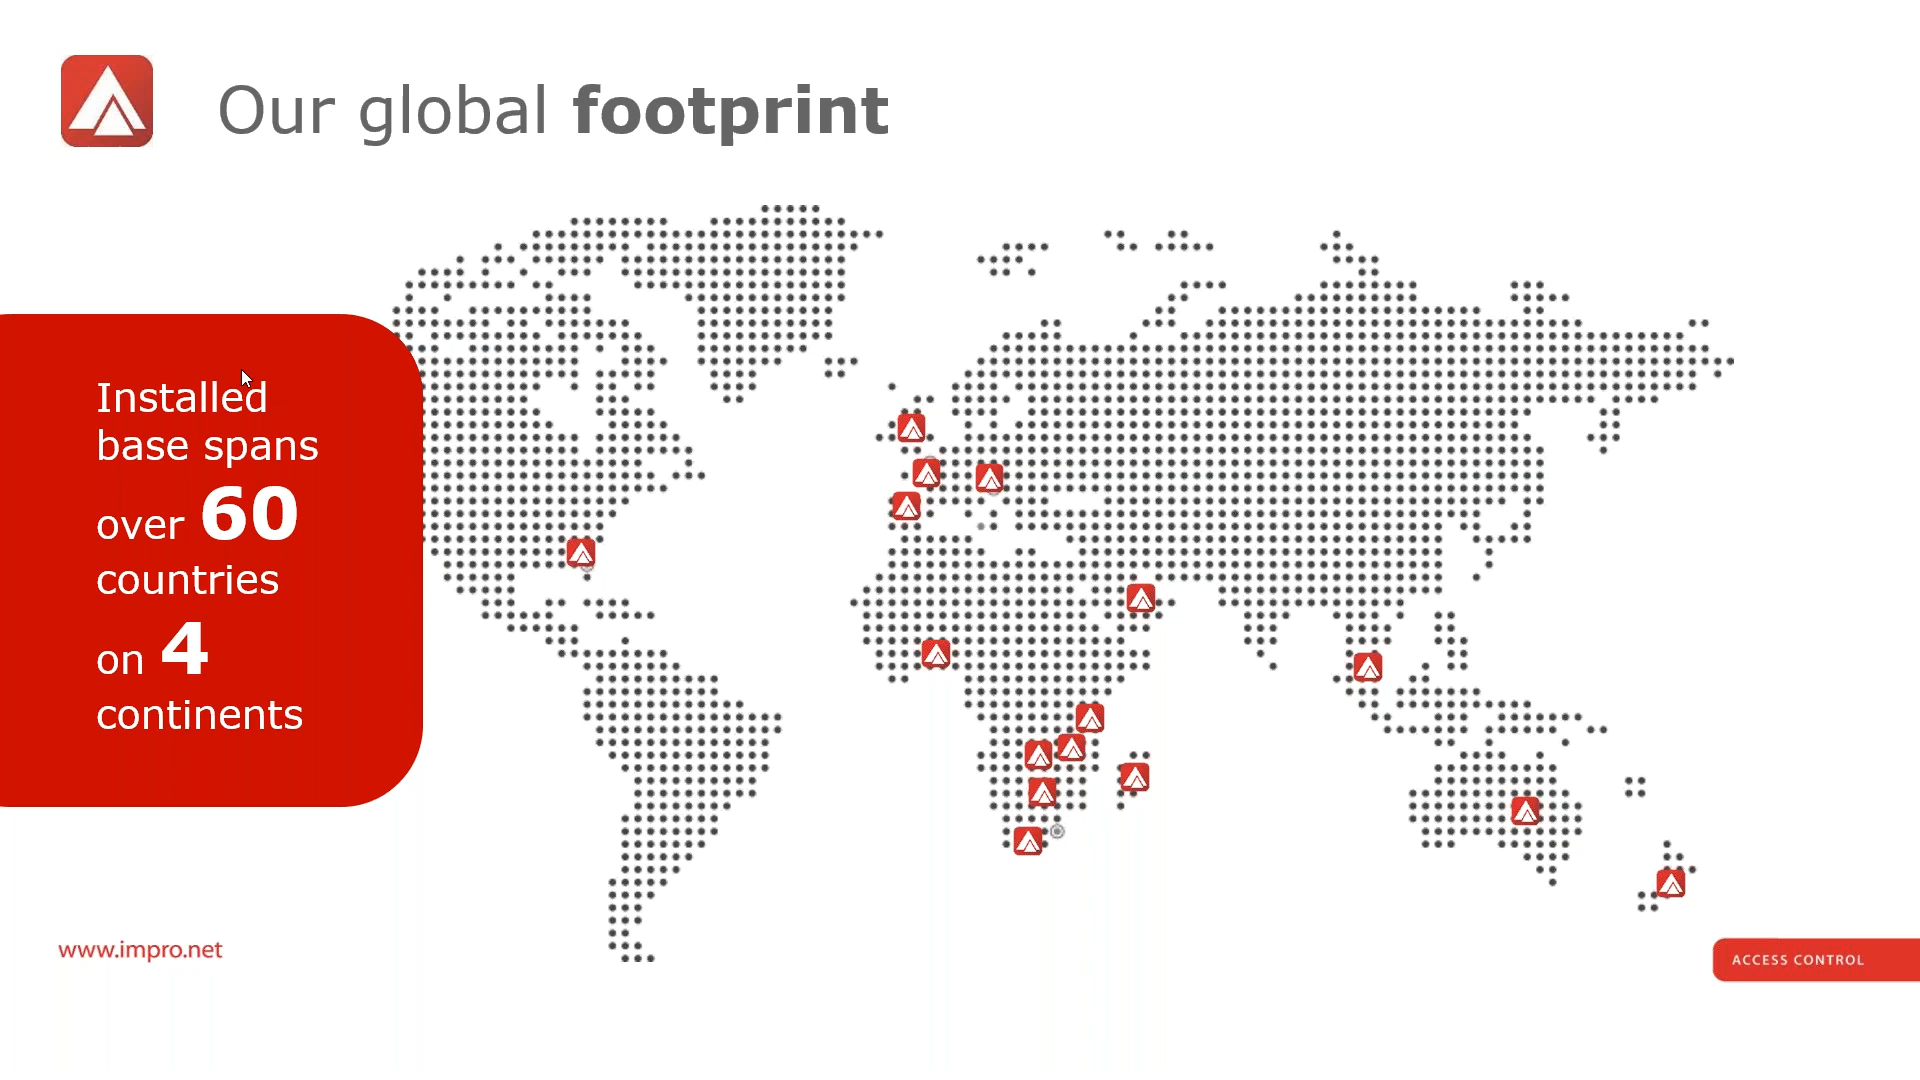 Our global footprint
Installed
base spans
over 60
countries
on 4
continents
www.impro.net
ACCESS CONTROL